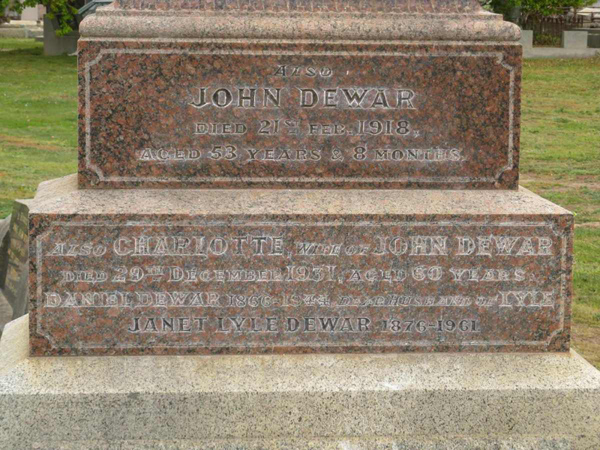 ALSO
JOHN DEWAR
DIED 21ST FEB. 1918,
AGED 53 YEARS & 8 MONTHS.
ALSO CHARLOTTE, WIFE OF JOHN DEWAR
DIED 29TH DECEMBER 1931, AGED 60 YEARS.
DANIEL DEWAR 1866-1944 HUSBAND OF LYLE
JANET LYLE DEWAR 1876-1961